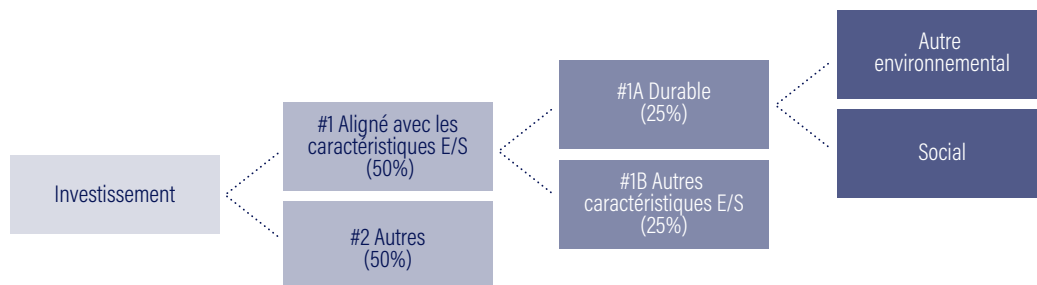 Investissement
#1 Aligné avec les
caractéristiques E/S
(50%)
#2 Autres
(50%)
#1A Durable
(25%)
#1B Autres
caractéristiques E/S
(25%)
Autre
environnemental
Social